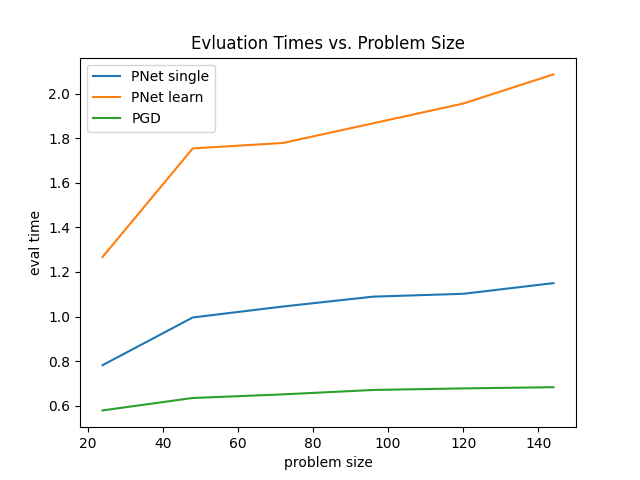 Evluation Times vs. Problem Size
PNet single
PNet learn
PGD
eval time
2.0
1.8
1.6
1.4
1.2
1.0
0.8
0.6
20 40 60 80 100 120 140
problem size